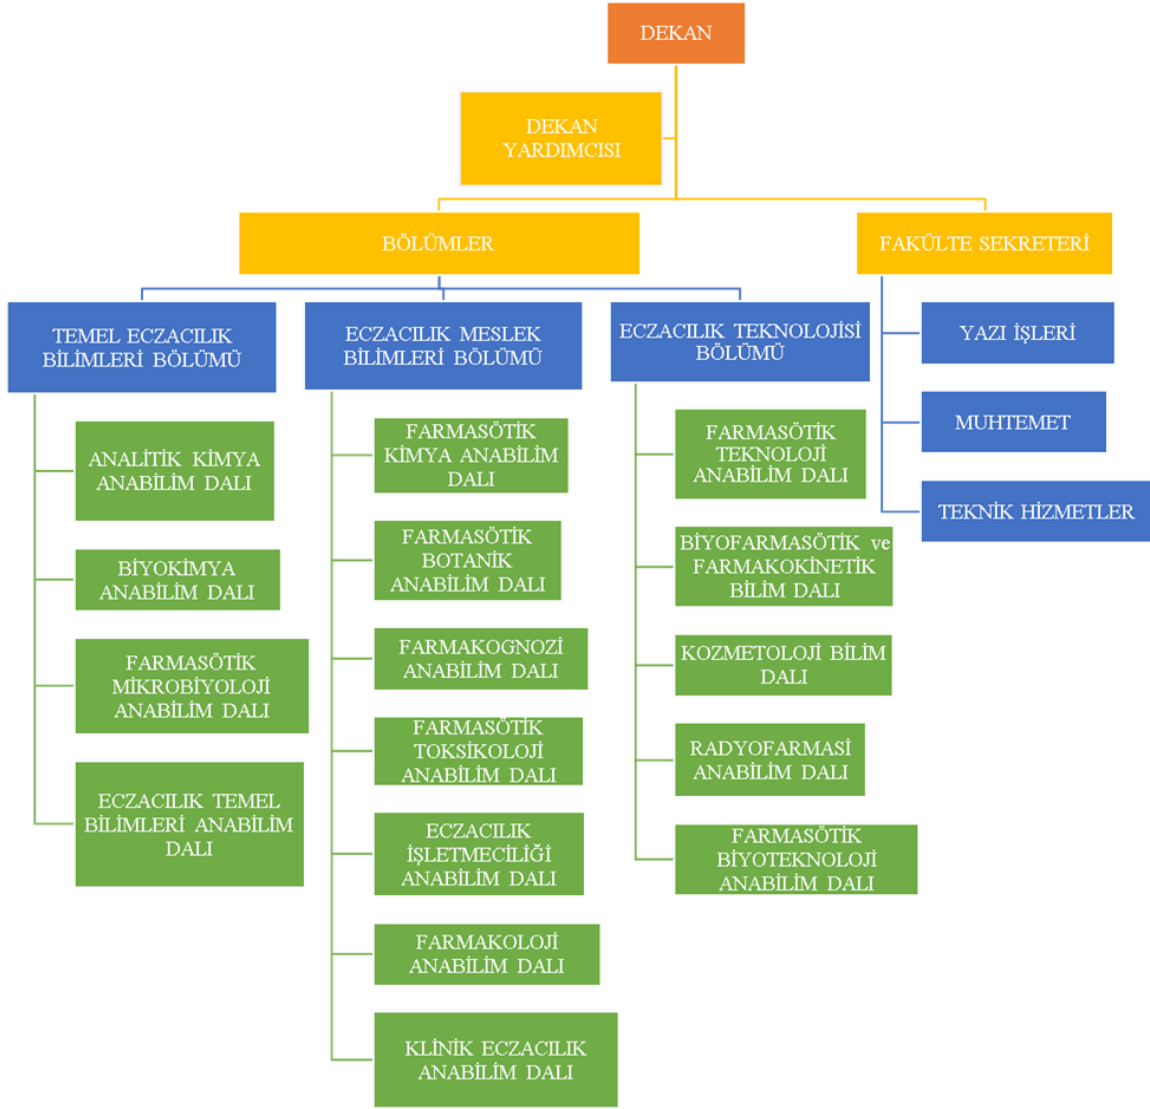 DEKAN
DEKAN
YARDIMCISI
BÖLÜMLER
FAKÜLTE SEKRETERİ
TEMEL ECZACILIK
BİLİMLERİ BÖLÜMÜ
ECZACILIK MESLEK
BİLİMLERİ BÖLÜMÜ
ECZACILIK TEKNOLOJİSİ
BÖLÜMÜ
YAZI İŞLERİ
MUHTEMET
TEKNİK HİZMETLER
ANALİTİK KİMYA
ANABİLİM DALI
BİYOKİMYA
ANABİLİM DALI
FARMASÖTİK
MİKROBİYOLOJİ
ANABİLİM DALI
ECZACILIK TEMEL
BİLİMLERİ ANABİLİM
DALI
FARMASÖTİK
KİMYA ANABİLİM
DALI
FARMASÖTİK
BOTANİK
ANABİLİM DALI
FARMAKOGNOZİ
ANABİLİM DALI
FARMASÖTİK
TOKSİKOLOJİ
ANABİLİM DALI
ECZACILIK
İŞLETMECİLİĞİ
ANABİLİM DALI
FARMAKOLOJİ
ANABİLİM DALI
KLİNİK ECZACILIK
ANABİLİM DALI
FARMASÖTİK
TEKNOLOJİ
ANABİLİM DALI
BİYOFARMASÖTİK ve
FARMAKOKİNETİK
BİLİM DALI
KOZMETOLOJİ BİLİM
DALI
RADYOFARMASİ
ANABİLİM DALI
FARMASÖTİK
BİYOTEKNOLOJİ
ANABİLİM DALI